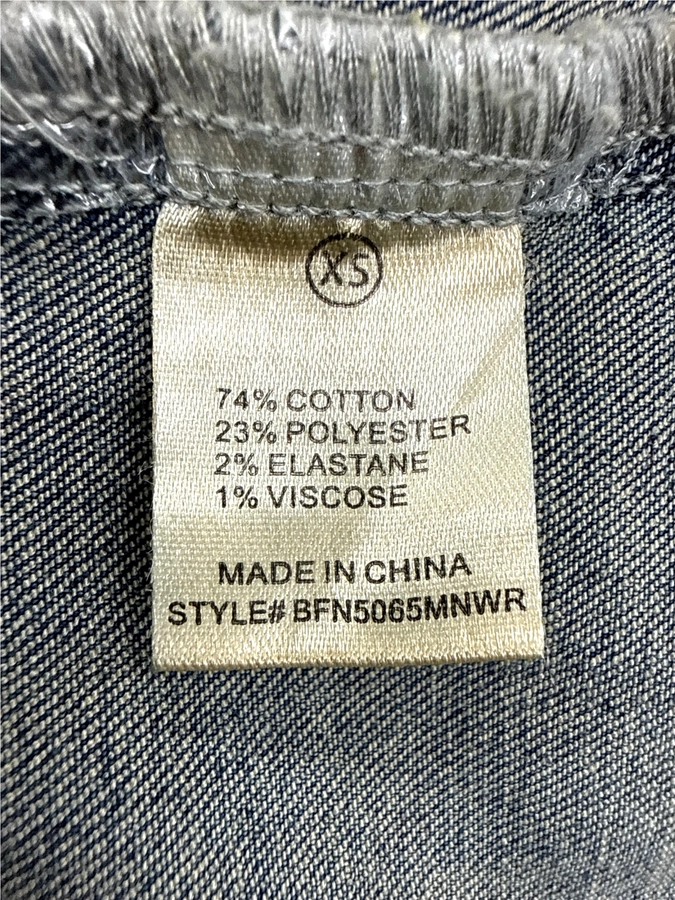 XS
74% COTTON
23% POLYESTER
2% ELASTANE
1% VISCOSE
MADE IN CHINA
STYLE# BFN5065MNWR